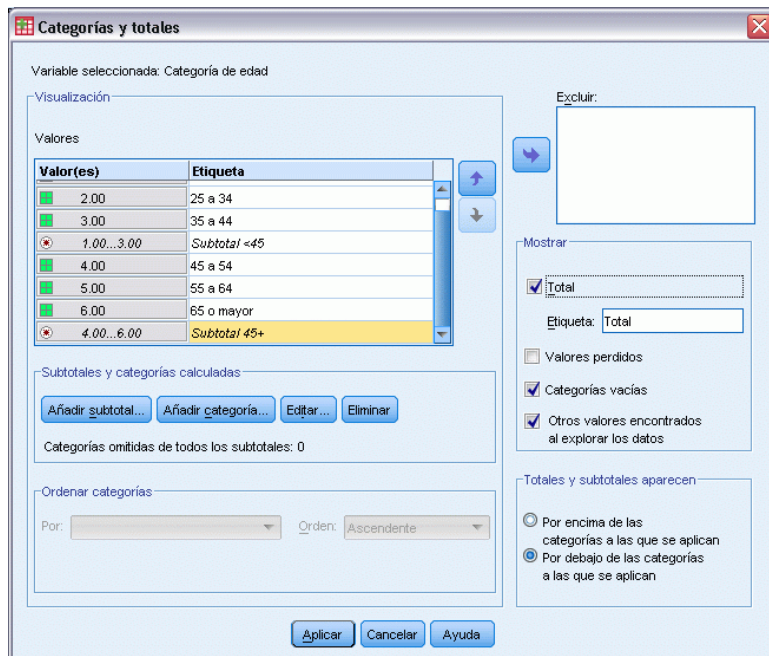 Categorías y totales
Variable seleccionada: Categoría de edad
Visualización
Valores
Valor(es) Etiqueta
2.00 25 a 34
3.00 35 a 44
1.00...3.00 Subtotal <45
4.00 45 a 54
5.00 55 a 64
6.00 65 o mayor
4.00...6.00 Subtotal 45+
Subtotales y categorías calculadas
Añadir subtotal... Añadir categoría... Editar... Eliminar
Categorías omitidas de todos los subtotales: 0
Ordenar categorías
Por: Orden: Ascendente
Excluir:
Mostrar
Total
Etiqueta: Total
Valores perdidos
Categorías vacías
Otros valores encontrados
al explorar los datos
Totales y subtotales aparecen
Por encima de las
categorías a las que se aplican
Por debajo de las categorías
a las que se aplican
Aplicar Cancelar Ayuda